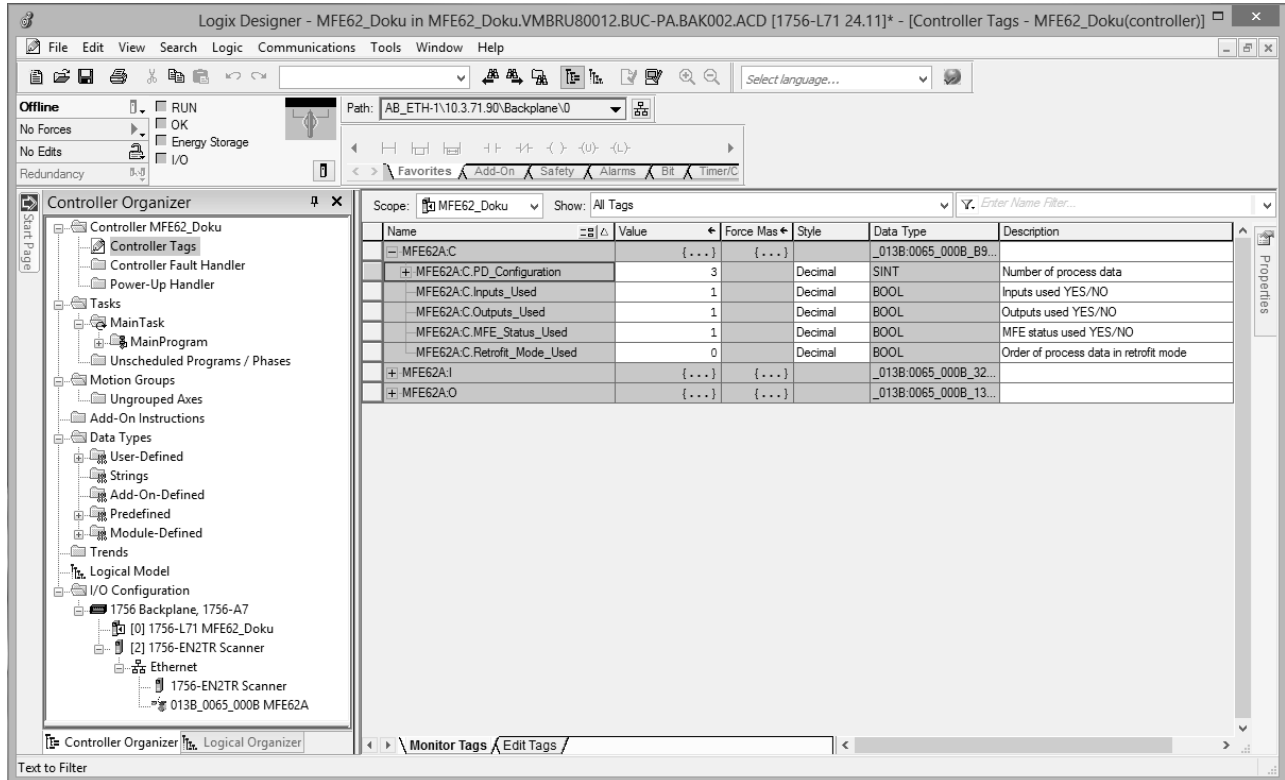 Logix Designer - MFE62_Doku in MFE62_Doku.VMBRU80012.BUC-PA.BAK002.ACD [1756-L71 24.11]* - [Controller Tags - MFE62_Doku(controller)]
File Edit View Search Logic Communications Tools Window Help
Select language...
Offline
RUN
No Forces
OK
No Edits
Energy Storage
Redundancy
I/O
Path: AB_ETH-1\10.3.71.90\Backplane\0
Favorites Add-On Safety Alarms Bit Timer/C
Start Page
Controller Organizer
Controller MFE62_Doku
Controller Tags
Controller Fault Handler
Power-Up Handler
Tasks
MainTask
MainProgram
Unscheduled Programs / Phases
Motion Groups
Ungrouped Axes
Add-On Instructions
Data Types
User-Defined
Strings
Add-On-Defined
Predefined
Module-Defined
Trends
Logical Model
I/O Configuration
1756 Backplane, 1756-A7
[0] 1756-L71 MFE62_Doku
[2] 1756-EN2TR Scanner
Ethernet
1756-EN2TR Scanner
013B_0065_000B MFE62A
Controller Organizer Logical Organizer
Scope: MFE62_Doku Show: All Tags Enter Name Filter...
Name Value Force Mas Style Data Type Description
MFE62A:C {...} {...} _013B:0065_000B_B9...
MFE62A:C.PD_Configuration 3 Decimal SINT Number of process data
MFE62A:C.Inputs_Used 1 Decimal BOOL Inputs used YES/NO
MFE62A:C.Outputs_Used 1 Decimal BOOL Outputs used YES/NO
MFE62A:C.MFE_Status_Used 1 Decimal BOOL MFE status used YES/NO
MFE62A:C.Retrofit_Mode_Used 0 Decimal BOOL Order of process data in retrofit mode
MFE62A:I {...} {...} _013B:0065_000B_32...
MFE62A:O {...} {...} _013B:0065_000B_13...
Properties
Monitor Tags Edit Tags
Text to Filter